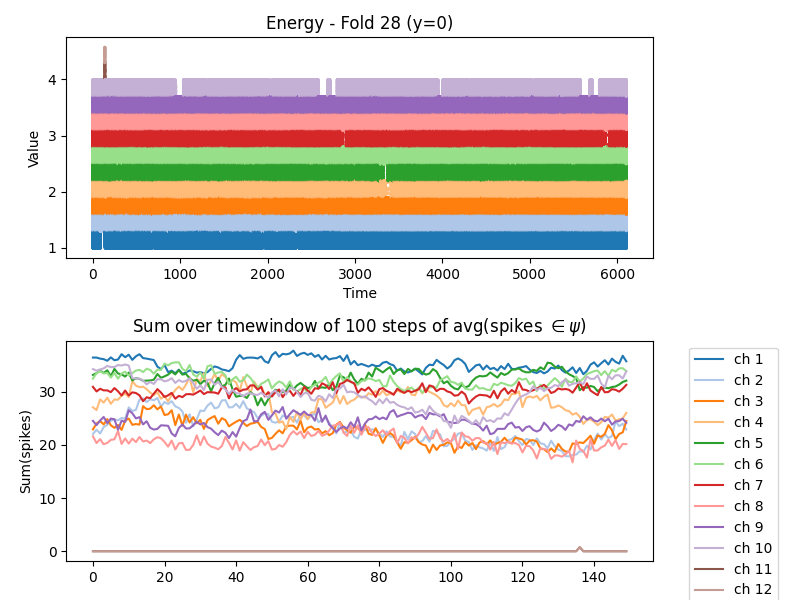 Energy - Fold 28 (y=0)
Value
4
3
2
1
0
1000
2000
3000
4000
5000
6000
Time
Sum over timewindow of 100 steps of avg(spikes ∈ ψ)
Sum(spikes)
30
20
10
0
0
20
40
60
80
100
120
140
ch 1
ch 2
ch 3
ch 4
ch 5
ch 6
ch 7
ch 8
ch 9
ch 10
ch 11
ch 12